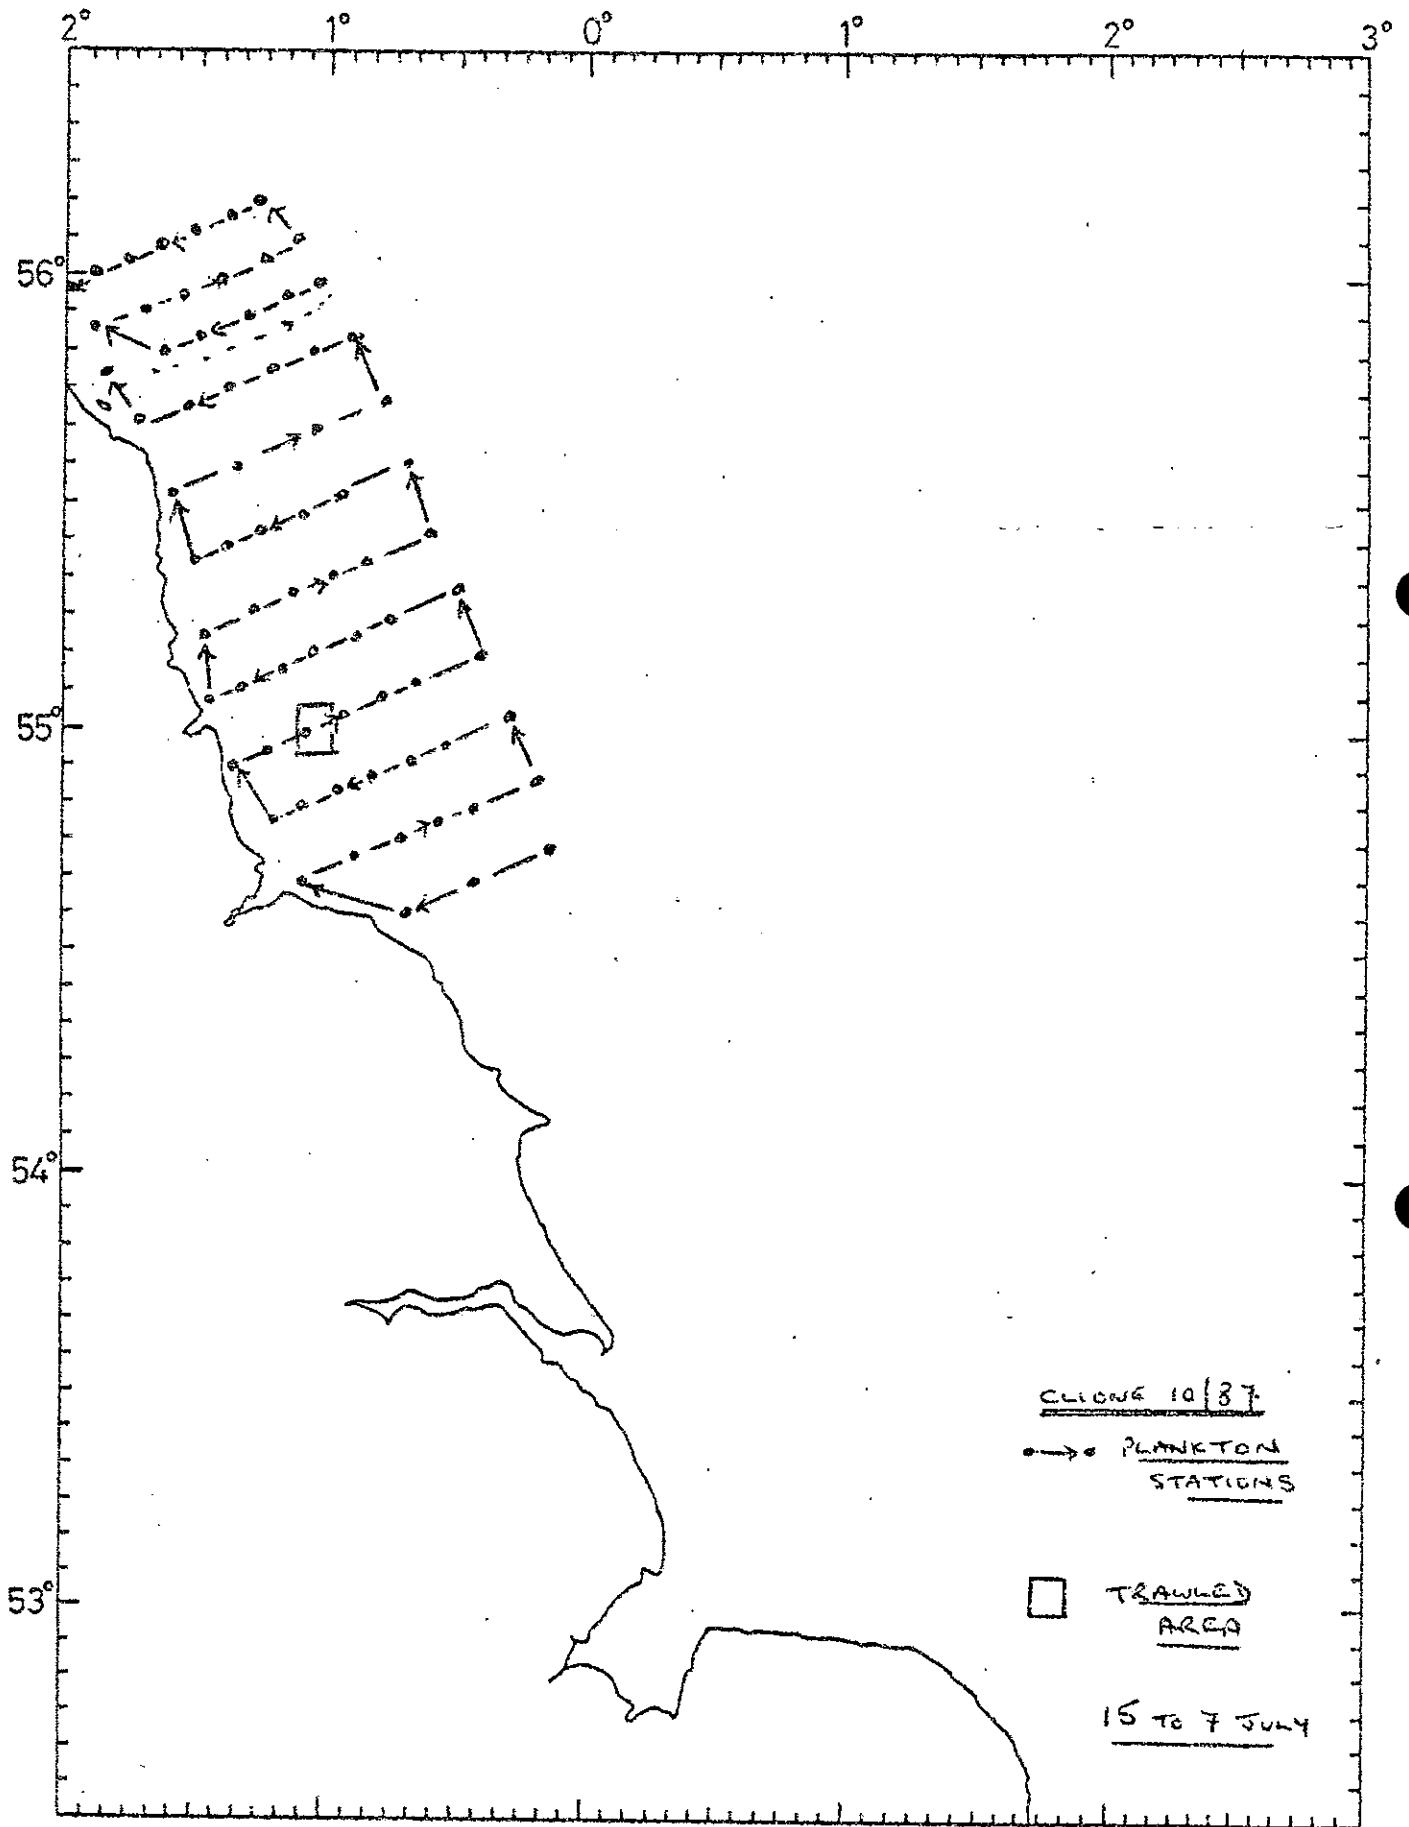 2° 1° 0° 1° 2° 3°
56°
55°
54°
53°
CLIONE 10/87
PLANKTON
STATIONS
TRAWLED
AREA
15 TO 7 JULY